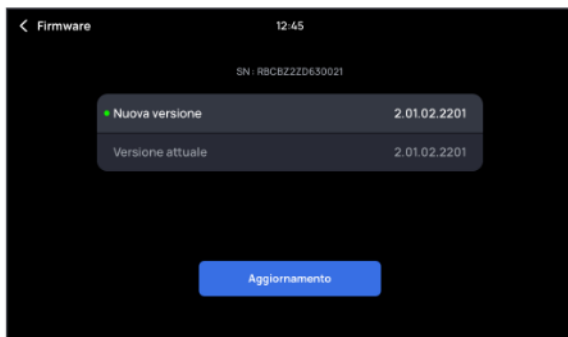 Firmware
12:45
SN: RBCBZ2ZD630021
Nuova versione 2.01.02.2201
Versione attuale 2.01.02.2201
Aggiornamento